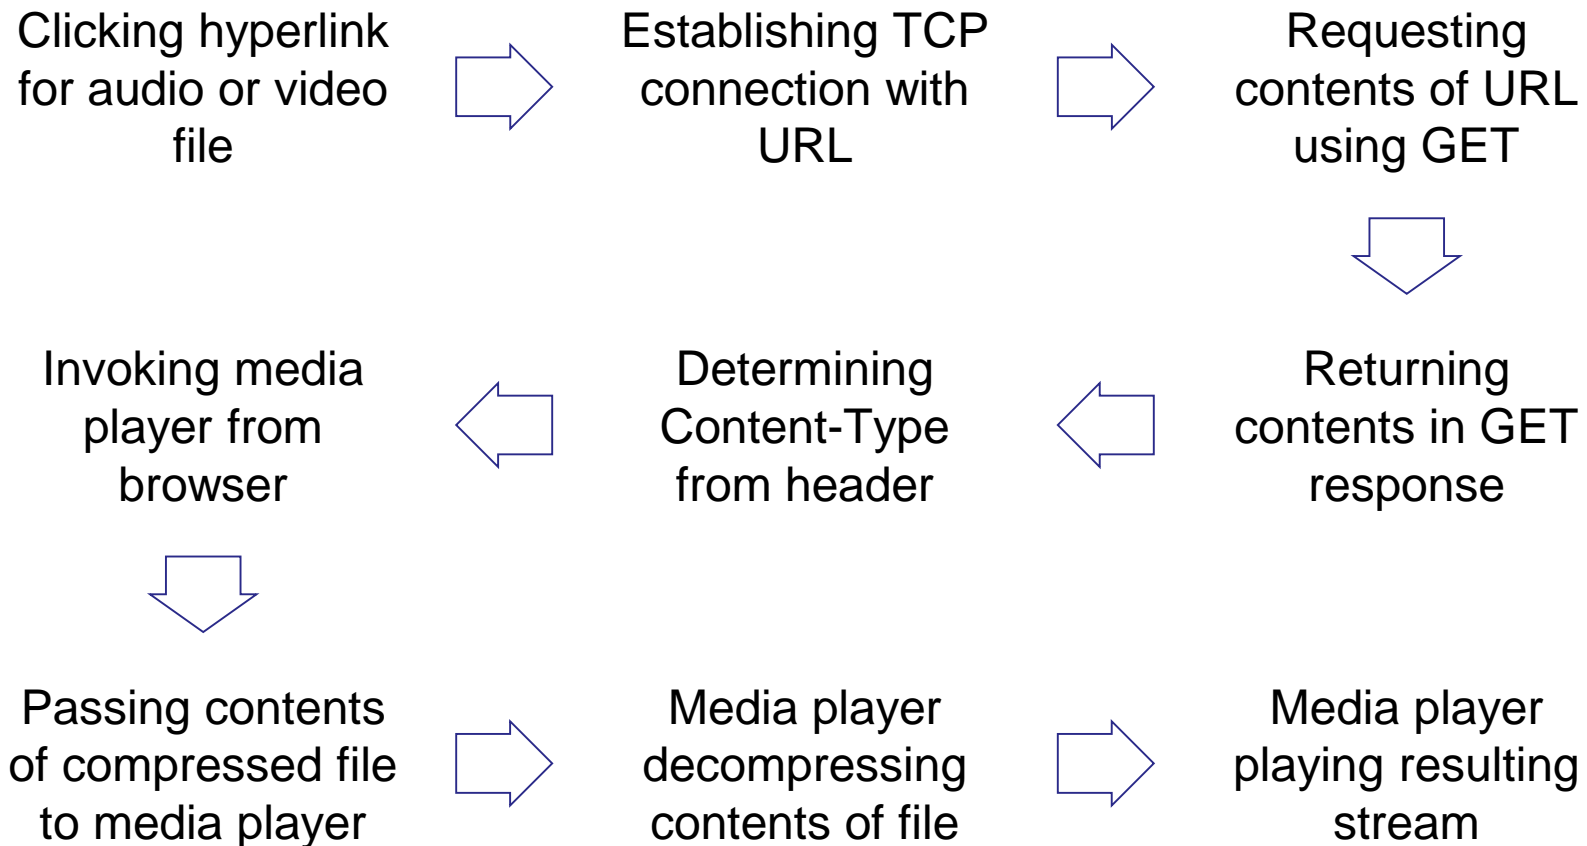 Clicking hyperlink
for audio or video
file
Establishing TCP
connection with
URL
Requesting
contents of URL
using GET
Returning
contents in GET
response
Determining
Content-Type
from header
Invoking media
player from
browser
Passing contents
of compressed file
to media player
Media player
decompressing
contents of file
Media player
playing resulting
stream